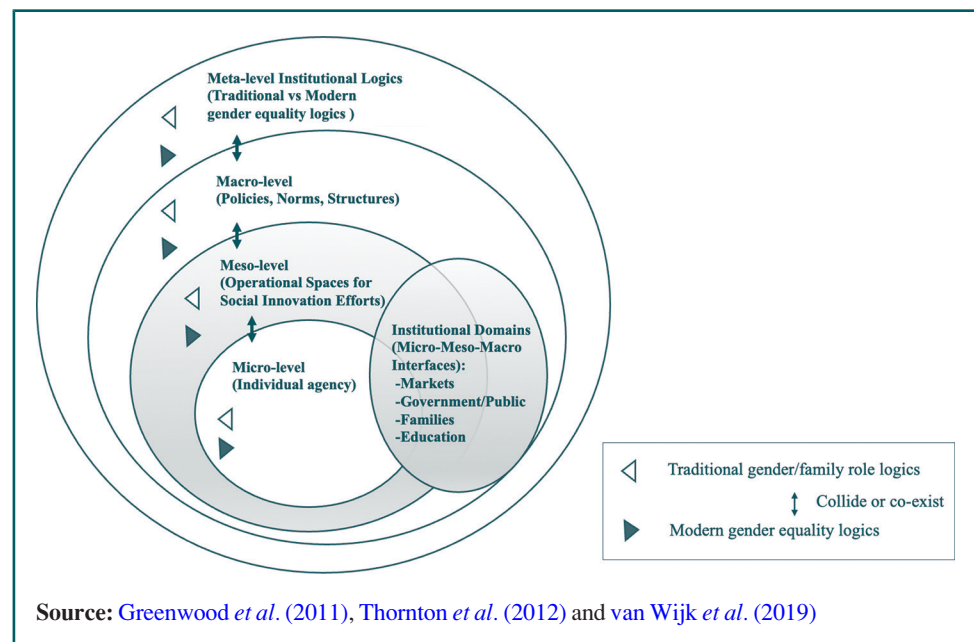 Meta-level Institutional Logics
(Traditional vs Modern
gender equality logics )
Macro-level
(Policies, Norms, Structures)
Meso-level
(Operational Spaces for
Social Innovation Efforts)
Institutional Domains
(Micro-Meso-Macro
Interfaces):
-Markets
-Government/Public
-Families
-Education
Micro-level
(Individual agency)
Traditional gender/family role logics
Collide or co-exist
Modern gender equality logics
Source: Greenwood et al. (2011), Thornton et al. (2012) and van Wijk et al. (2019)